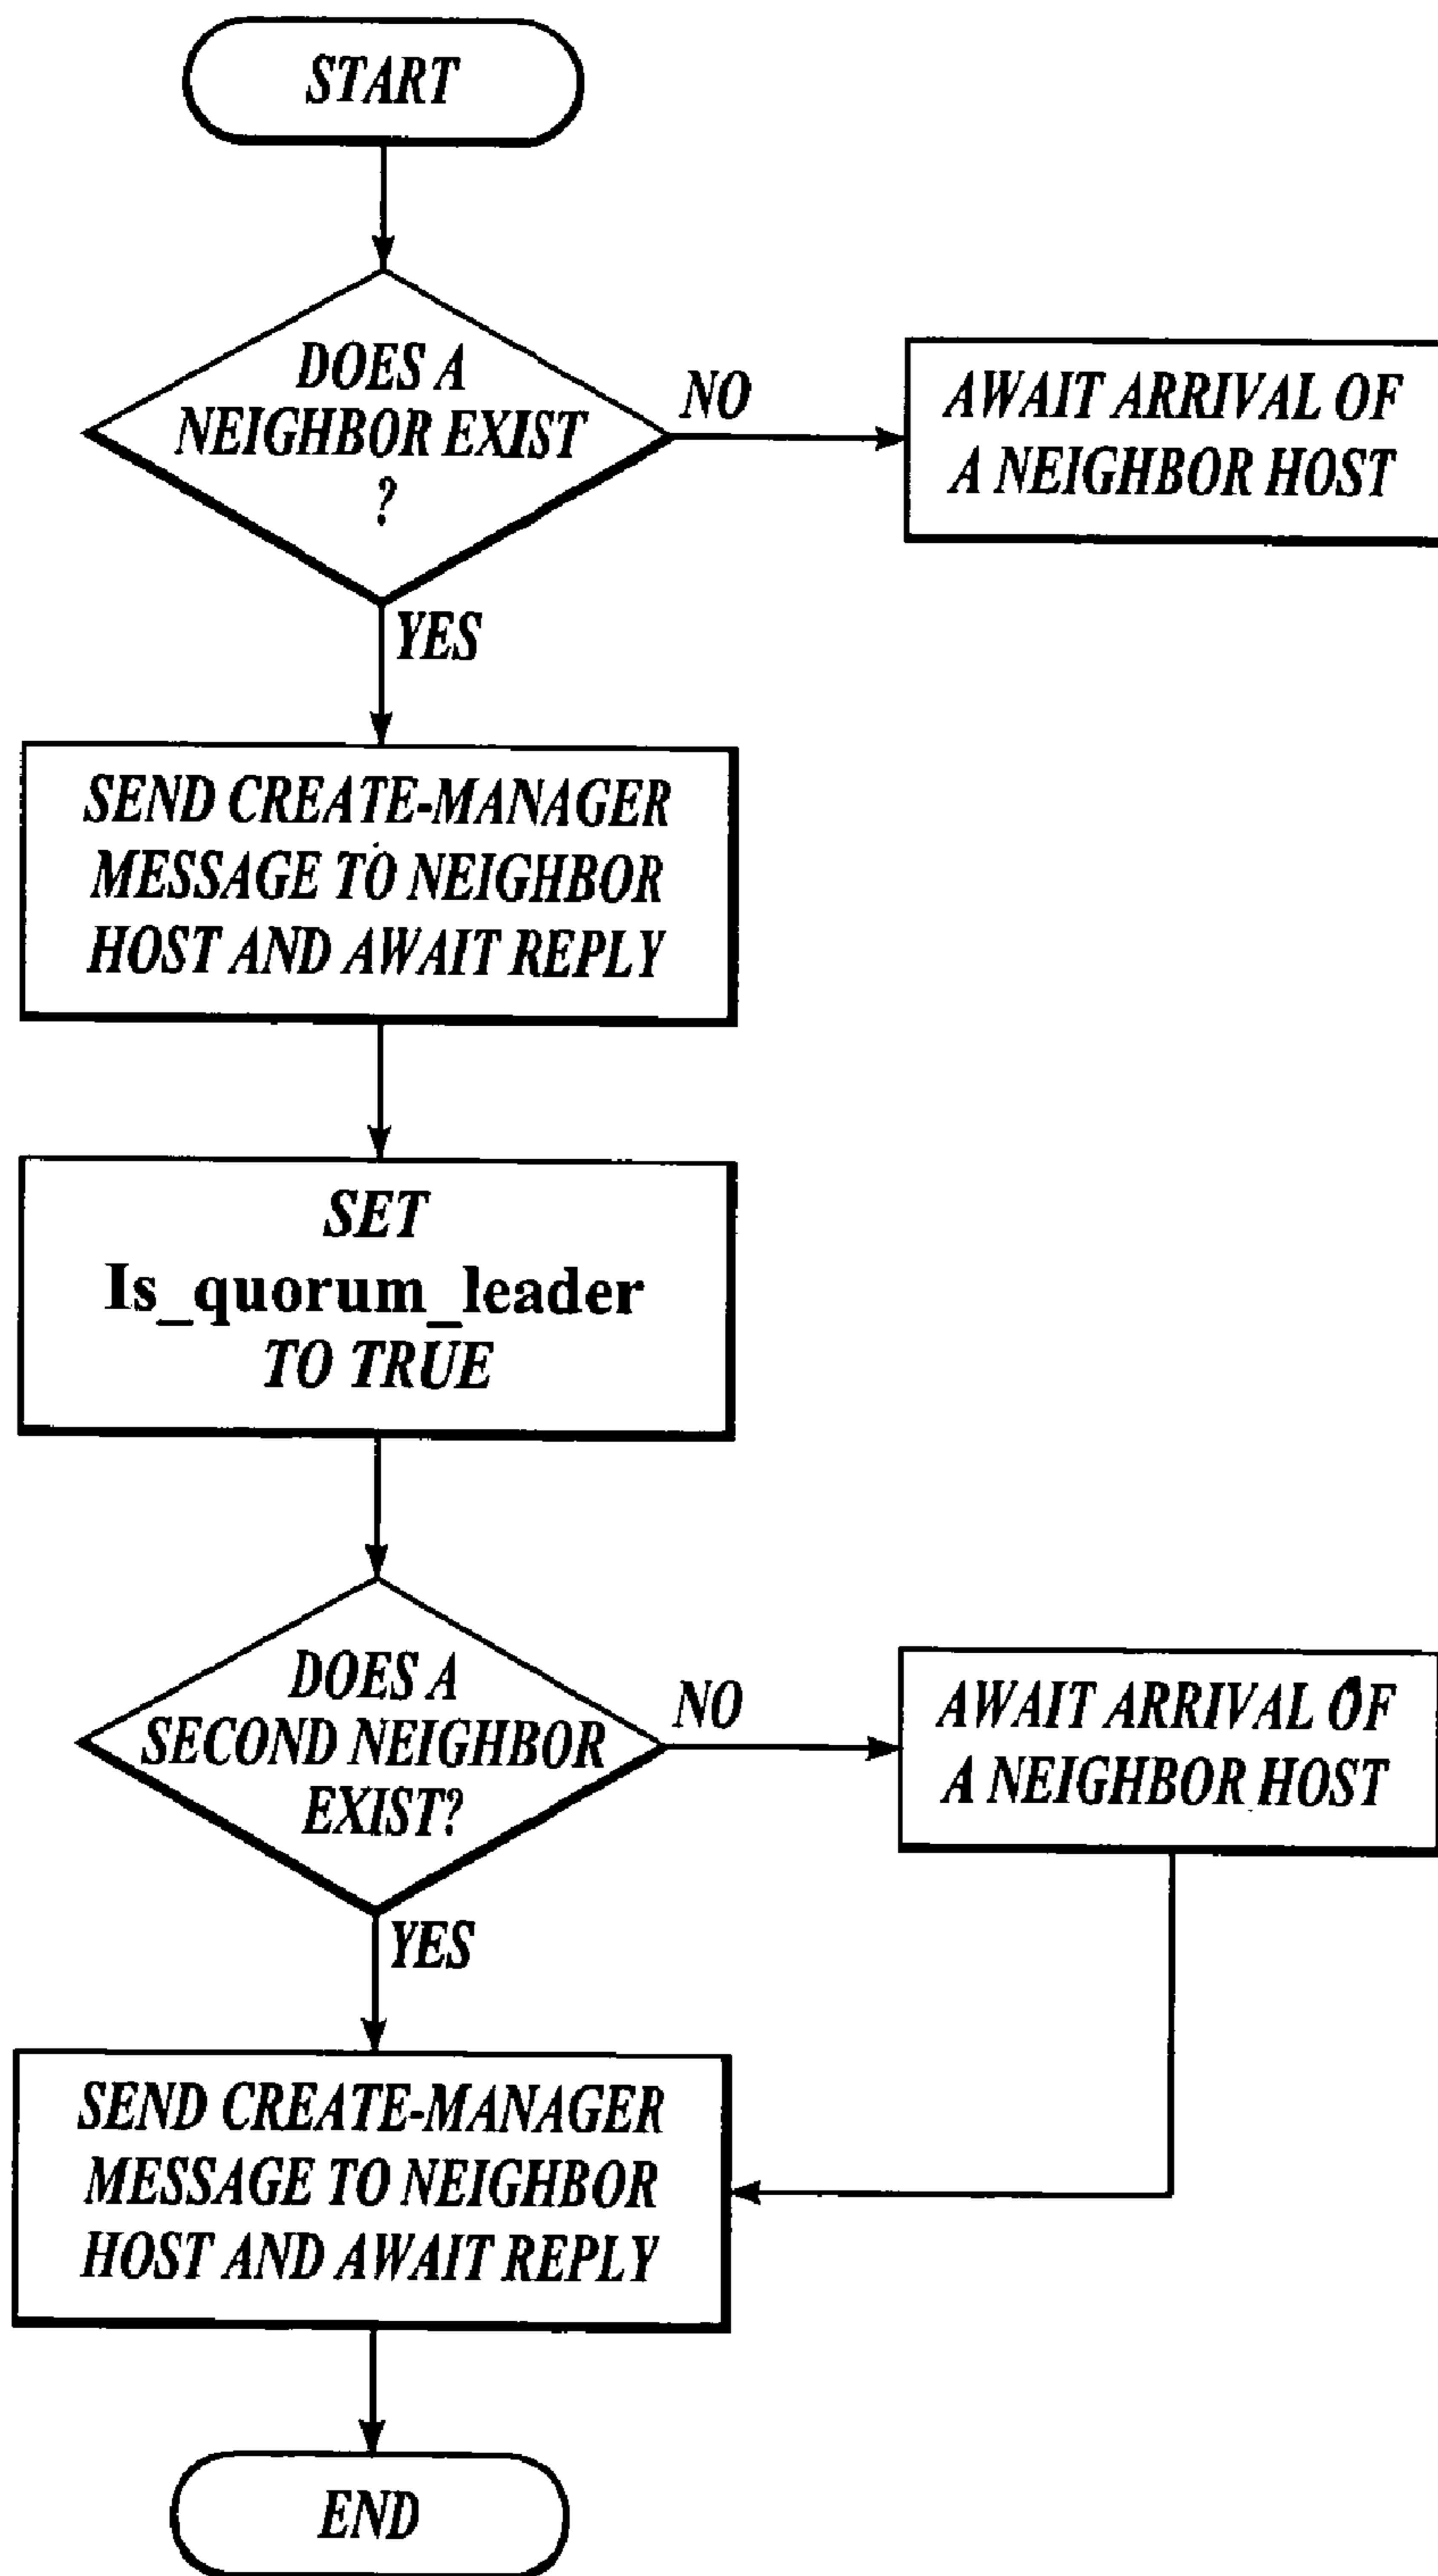 START
DOES A
NEIGHBOR EXIST
?
NO
AWAIT ARRIVAL OF
A NEIGHBOR HOST
YES
SEND CREATE-MANAGER
MESSAGE TO NEIGHBOR
HOST AND AWAIT REPLY
SET
Is_quorum_leader
TO TRUE
DOES A
SECOND NEIGHBOR
EXIST?
NO
AWAIT ARRIVAL OF
A NEIGHBOR HOST
YES
SEND CREATE-MANAGER
MESSAGE TO NEIGHBOR
HOST AND AWAIT REPLY
END